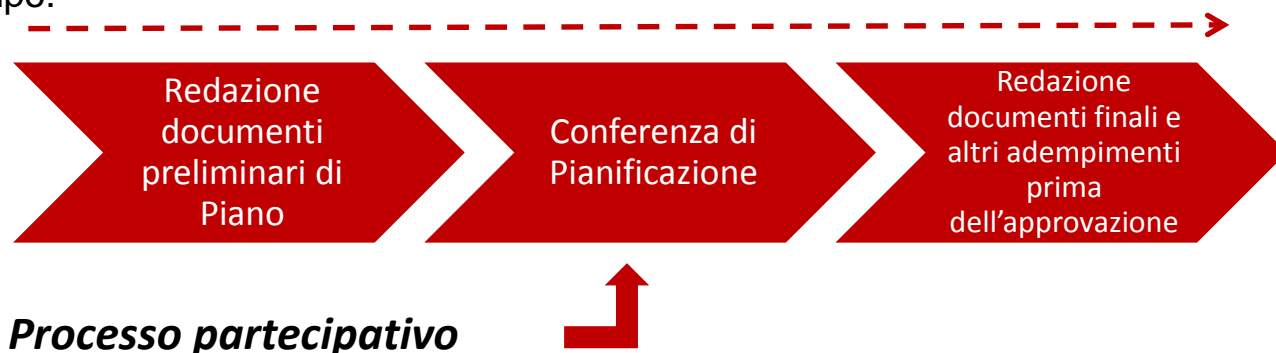 Redazione
documenti
preliminari di
Piano
Conferenza di
Pianificazione
Redazione
documenti finali e
altri adempimenti
prima
dell’approvazione
Processo partecipativo